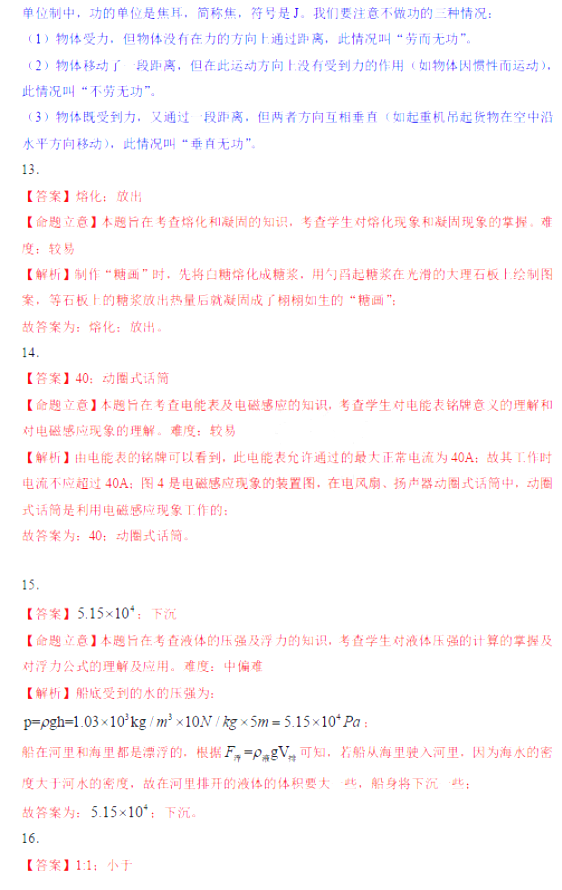 单位制中，功的单位是焦耳，简称焦，符号是 J。我们要注意不做功的三种情况：
（1）物体受力，但物体没有在力的方向上通过距离，此情况叫“劳而无功”。
（2）物体移动了一段距离，但在此运动方向上没有受到力的作用（如物体因惯性而运动），
此情况叫“不劳无功”。
（3）物体既受到力，又通过一段距离，但两者方向互相垂直（如起重机吊起货物在空中沿
水平方向移动），此情况叫“垂直无功”。
13.
【答案】熔化；放出
【命题立意】本题旨在考查熔化和凝固的知识，考查学生对熔化现象和凝固现象的掌握。难
度：较易
【解析】制作“糖画”时，先将白糖熔化成糖浆，用勺舀起糖浆在光滑的大理石板上绘制图
案，等石板上的糖浆放出热量后就凝固成了栩栩如生的“糖画”；
故答案为：熔化；放出。
14.
【答案】40；动圈式话筒
【命题立意】本题旨在考查电能表及电磁感应的知识，考查学生对电能表铭牌意义的理解和
对电磁感应现象的理解。难度：较易
【解析】由电能表的铭牌可以看到，此电能表允许通过的最大正常电流为 40A；故其工作时
电流不应超过 40A；图 4 是电磁感应现象的装置图，在电风扇、扬声器动圈式话筒中，动圈
式话筒是利用电磁感应现象工作的；
故答案为：40；动圈式话筒。
15.
【答案】5.15×10⁴；下沉
【命题立意】本题旨在考查液体的压强及浮力的知识，考查学生对液体压强的计算的掌握及
对浮力公式的理解及应用。难度：中偏难
【解析】船底受到的水的压强为：
p=ρgh=1.03×10³kg/m³×10N/kg×5m=5.15×10⁴Pa；
船在河里和海里都是漂浮的，根据F浮=ρ液gV排可知，若船从海里驶入河里，因为海水的密
度大于河水的密度，故在河里排开的液体的体积要大一些，船身将下沉一些；
故答案为：5.15×10⁴；下沉。
16.
【答案】1:1；小于